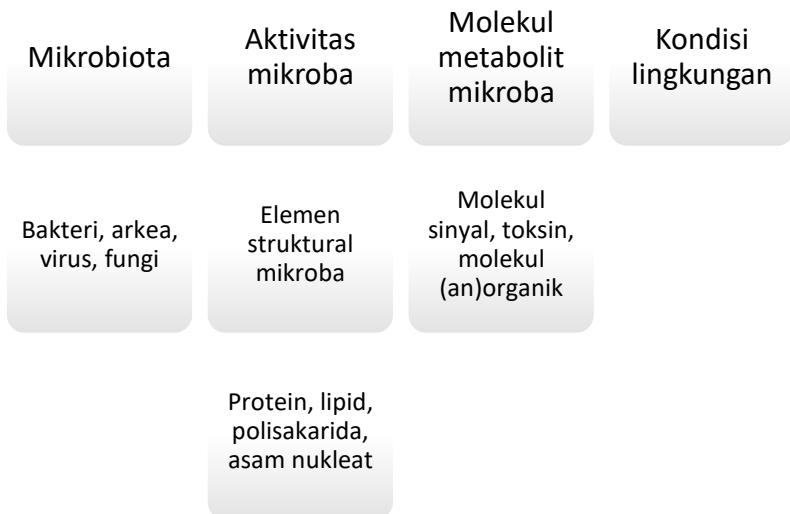 Mikrobiota
Aktivitas
mikroba
Molekul
metabolit
mikroba
Kondisi
lingkungan
Bakteri, arkea,
virus, fungi
Elemen
struktural
mikroba
Molekul
sinyal, toksin,
molekul
(an)organik
Protein, lipid,
polisakarida,
asam nukleat